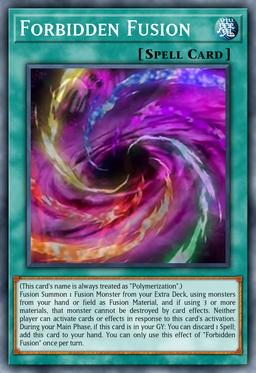 Forbidden Fusion
[Spell Card]
(This card's name is always treated as "Polymerization".)
Fusion Summon 1 Fusion Monster from your Extra Deck, using monsters
from your hand or field as Fusion Material, and if using 3 or more
materials, that monster cannot be destroyed by card effects. Neither
player can activate cards or effects in response to this card's activation.
During your Main Phase, if this card is in your GY: You can discard 1 Spell;
add this card to your hand. You can only use this effect of "Forbidden
Fusion" once per turn.